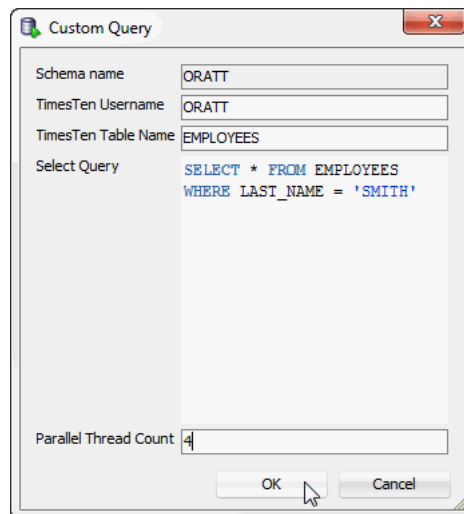 Custom Query
Schema name ORATT
TimesTen Username ORATT
TimesTen Table Name EMPLOYEES
Select Query SELECT * FROM EMPLOYEES
WHERE LAST_NAME = 'SMITH'
Parallel Thread Count 4
OK Cancel